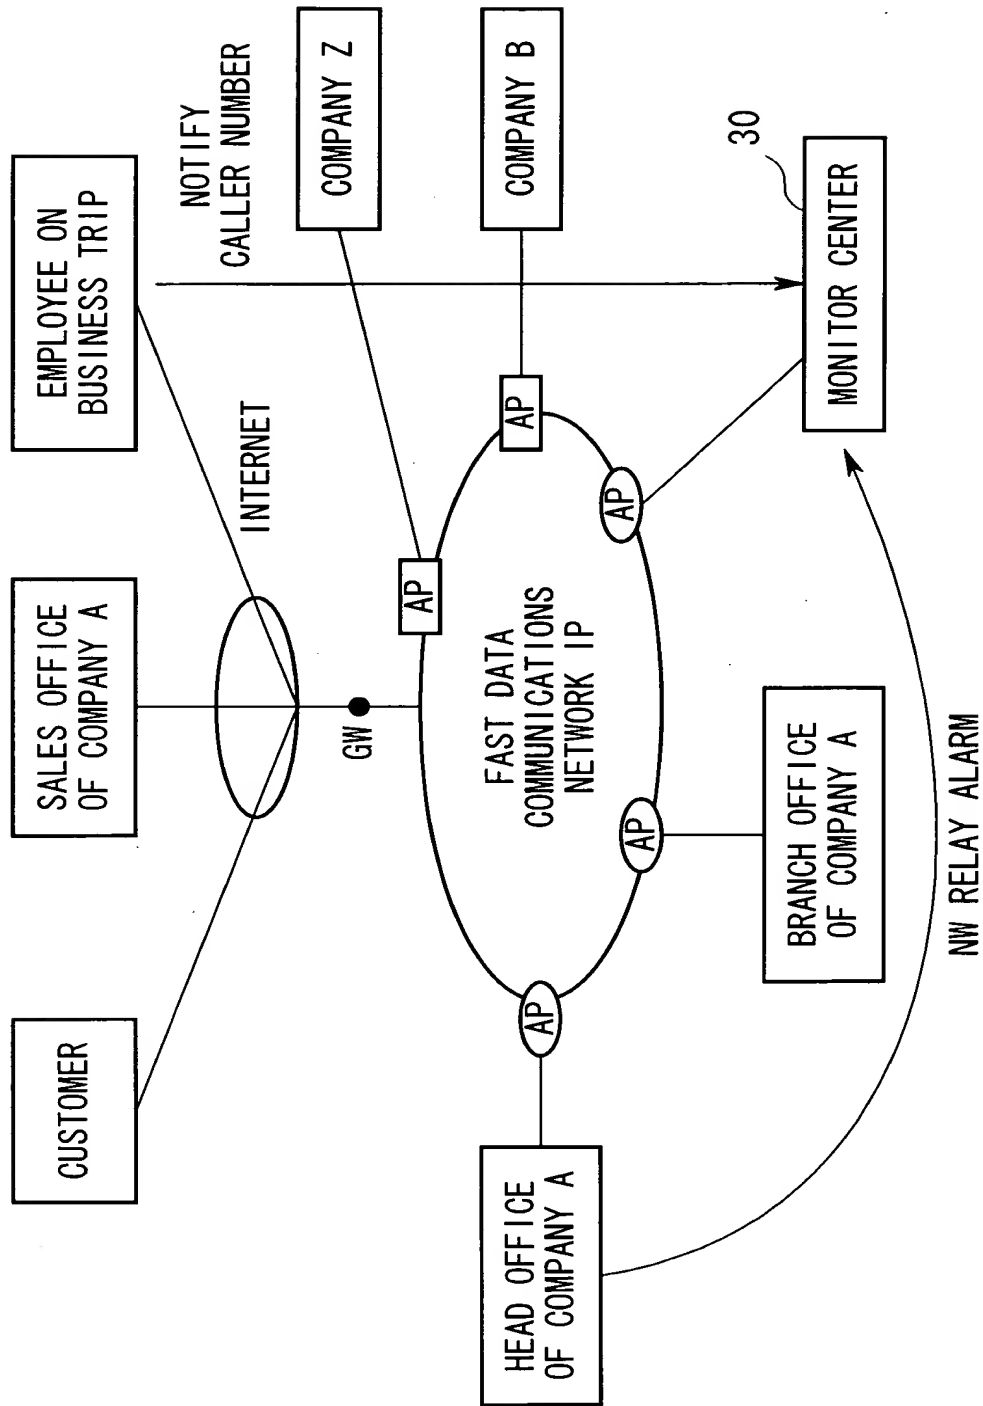 CUSTOMER
SALES OFFICE
OF COMPANY A
EMPLOYEE ON
BUSINESS TRIP
INTERNET
NOTIFY
CALLER NUMBER
GW
AP
COMPANY Z
HEAD OFFICE
OF COMPANY A
AP
FAST DATA
COMMUNICATIONS
NETWORK IP
AP
COMPANY B
AP
AP
BRANCH OFFICE
OF COMPANY A
MONITOR CENTER
30
NW RELAY ALARM